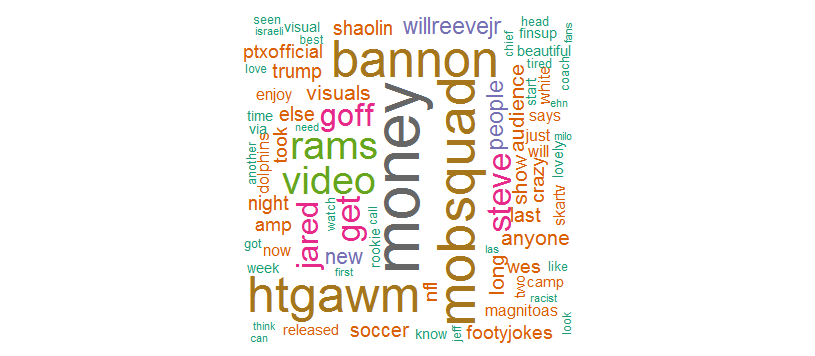 seen
visual
israeli
best
shaolin
willreevejr
head
finsup
fans
chief
ptxofficial
bannon
beautiful
love
trump
tired
coach
enjoy
visuals
white
start
ehn
time
else
goff
people
audience
says
via
need
took
rams
money
mobsquad
just
milo
another
dolphins
video
steve
show
will
crazy
lovely
night
jared
watch
get
rookie
call
last
skartv
amp
anyone
got
now
new
las
long
wes
like
week
first
htgawm
nfl
two
camp
racist
magnitoas
think
can
released
soccer
know
jeff
footyjokes
look